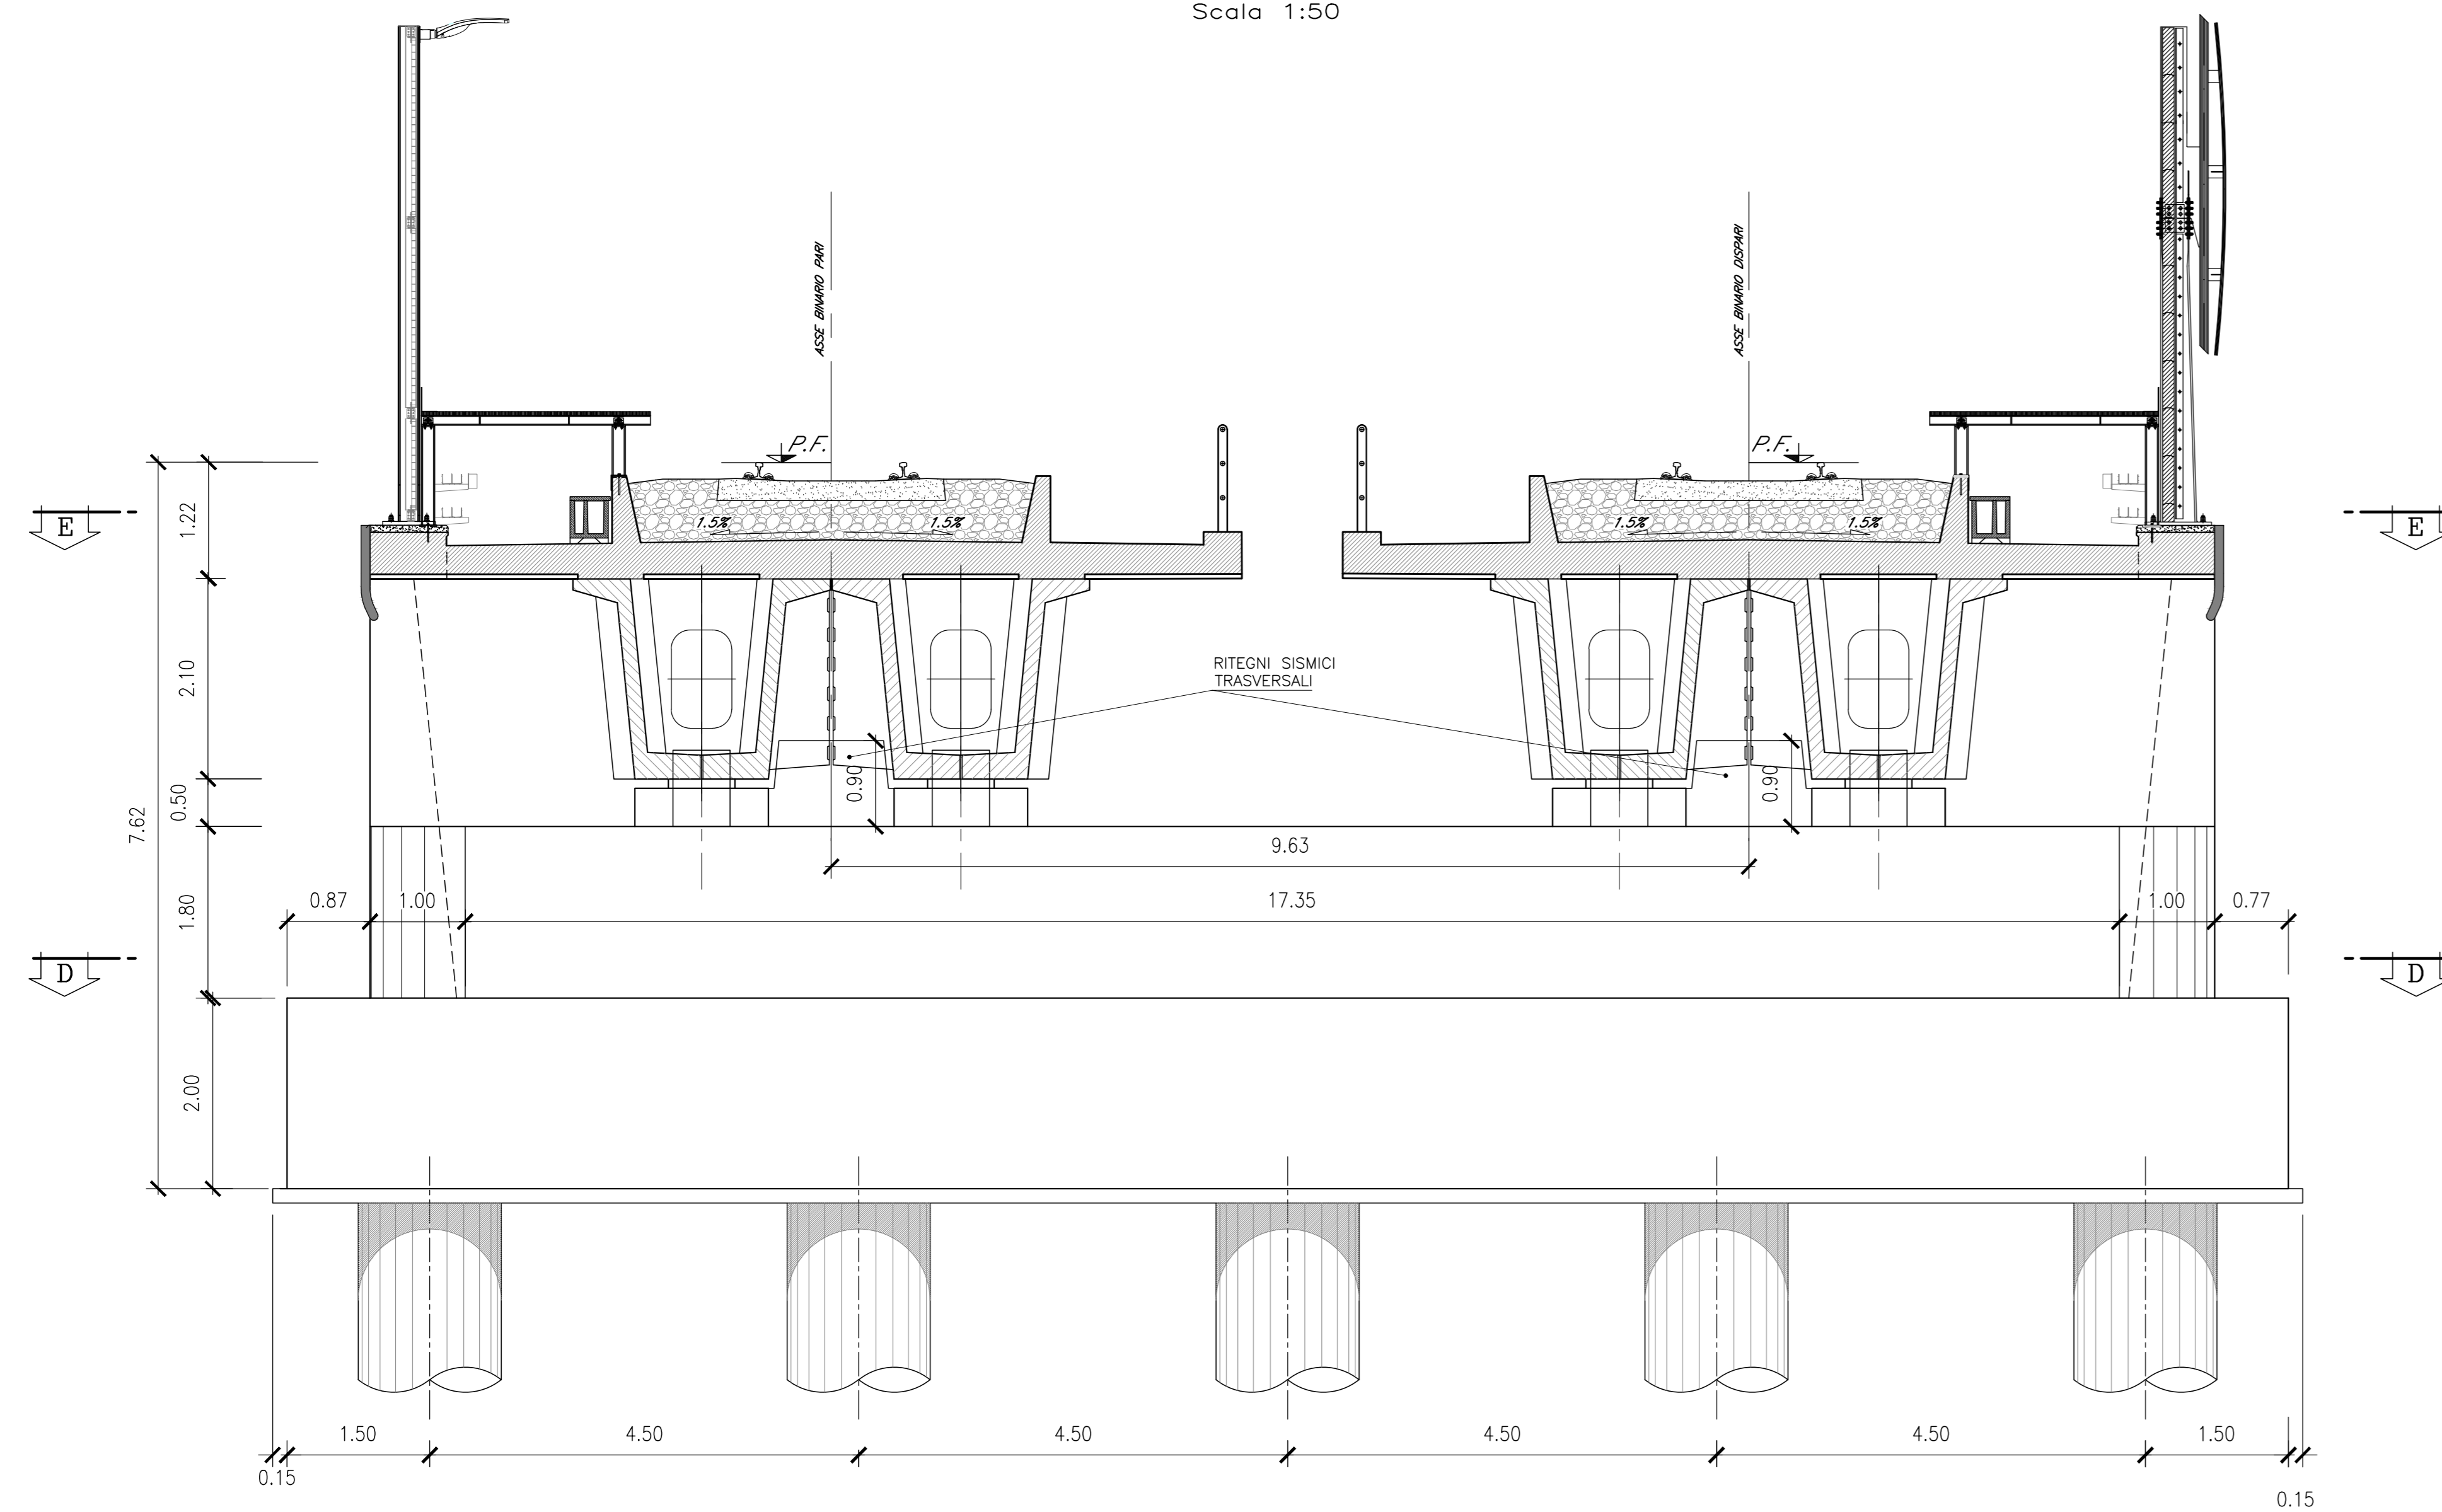 Scala 1:50
ASSE BINARIO PARI
ASSE BINARIO DISPARI
P.F.
P.F.
1.22
E
E
1.5%
1.5%
1.5%
1.5%
2.10
RITEGNI SISMICI
TRASVERSALI
0.50
0.90
0.90
7.62
9.63
0.87
1.00
17.35
1.00
0.77
1.80
D
D
2.00
1.50
4.50
4.50
4.50
4.50
1.50
0.15
0.15